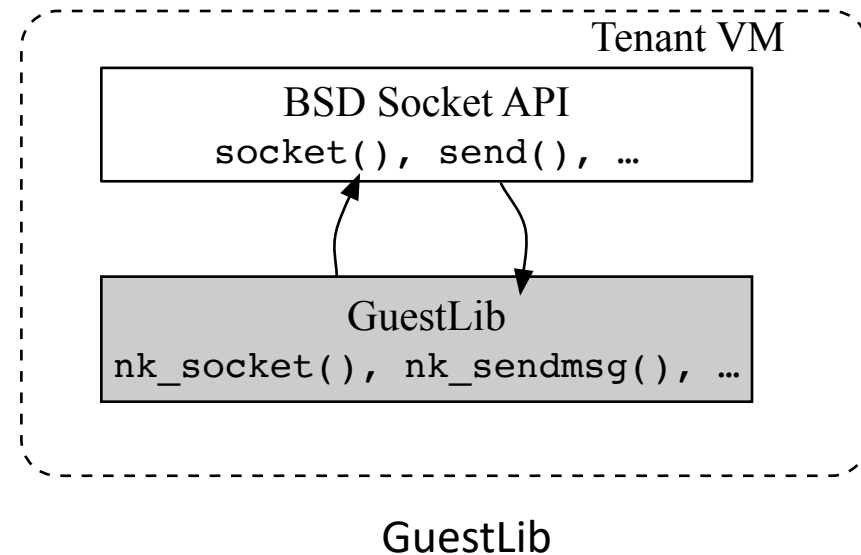 Tenant VM
BSD Socket API
socket(), send(), …
GuestLib
nk_socket(), nk_sendmsg(), …
GuestLib